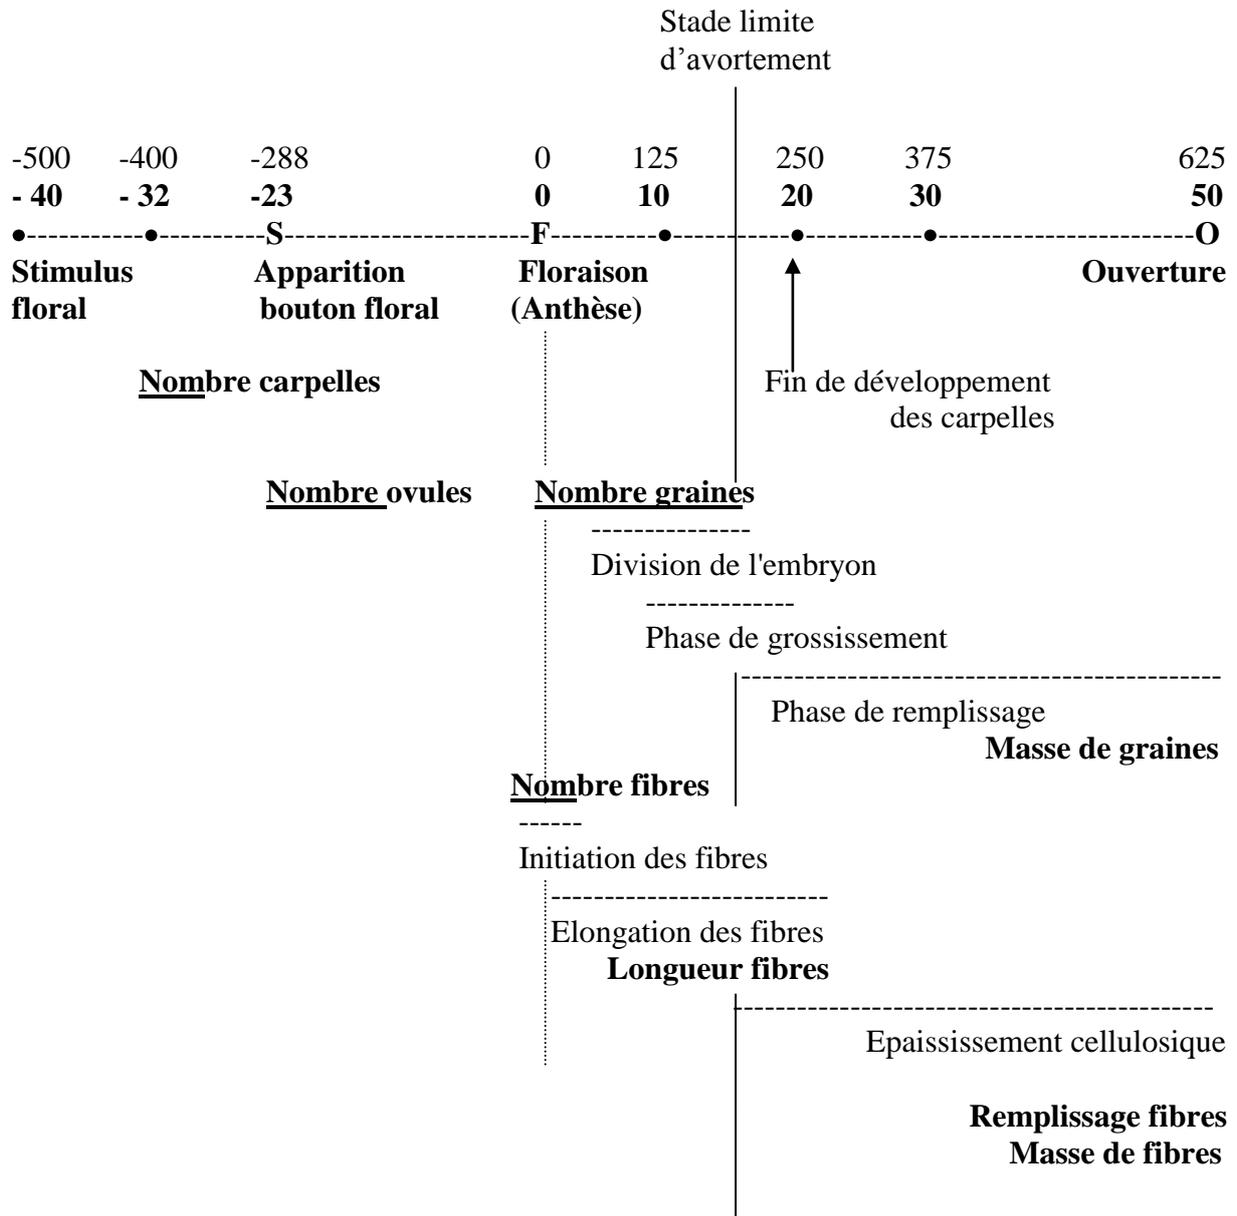 Stade limite
d’avortement
-500 -400 -288 0 125 250 375 625
- 40 - 32 -23 0 10 20 30 50
S F O
Stimulus Apparition Floraison Ouverture
floral bouton floral (Anthèse)
Nombre carpelles Fin de développement
des carpelles
Nombre ovules Nombre graines
Division de l'embryon
Phase de grossissement
Phase de remplissage
Masse de graines
Nombre fibres
Initiation des fibres
Elongation des fibres
Longueur fibres
Epaississement cellulosique
Remplissage fibres
Masse de fibres